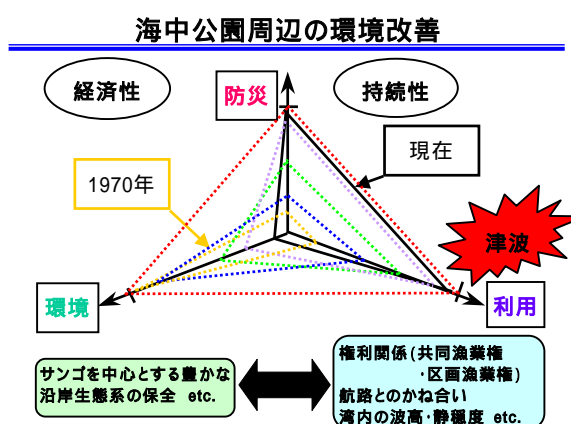 海中公園周辺の環境改善
経済性
防災
持続性
現在
1970年
津波
環境
利用
サンゴを中心とする豊かな
沿岸生態系の保全 etc.
権利関係(共同漁業権
・区画漁業権)
航路とのかね合い
湾内の波高・静穏度 etc.